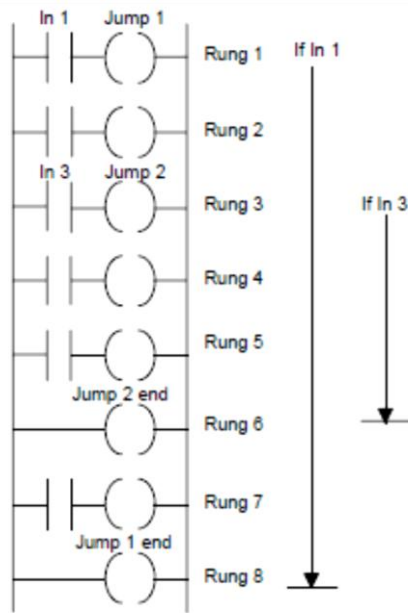 In 1 Jump 1
Rung 1 If In 1
Rung 2
In 3 Jump 2
Rung 3 If In 3
Rung 4
Rung 5
Jump 2 end
Rung 6
Rung 7
Jump 1 end
Rung 8